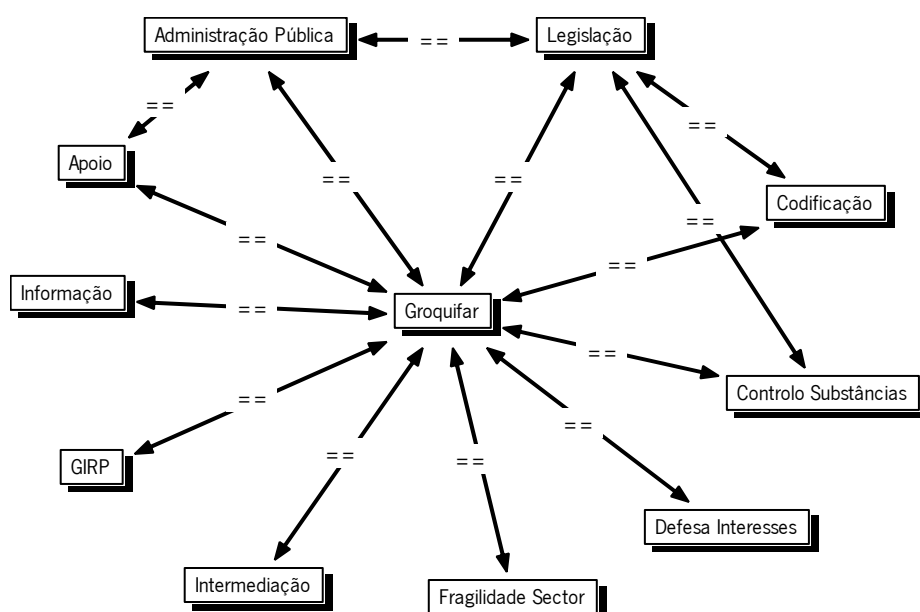 Administração Pública
==
Legislação
==
Apoio
==
==
==
Codificação
==
==
==
Informação
==
Groquifar
==
Controlo Substâncias
==
GIRP
==
==
==
Defesa Interesses
Intermediação
Fragilidade Sector